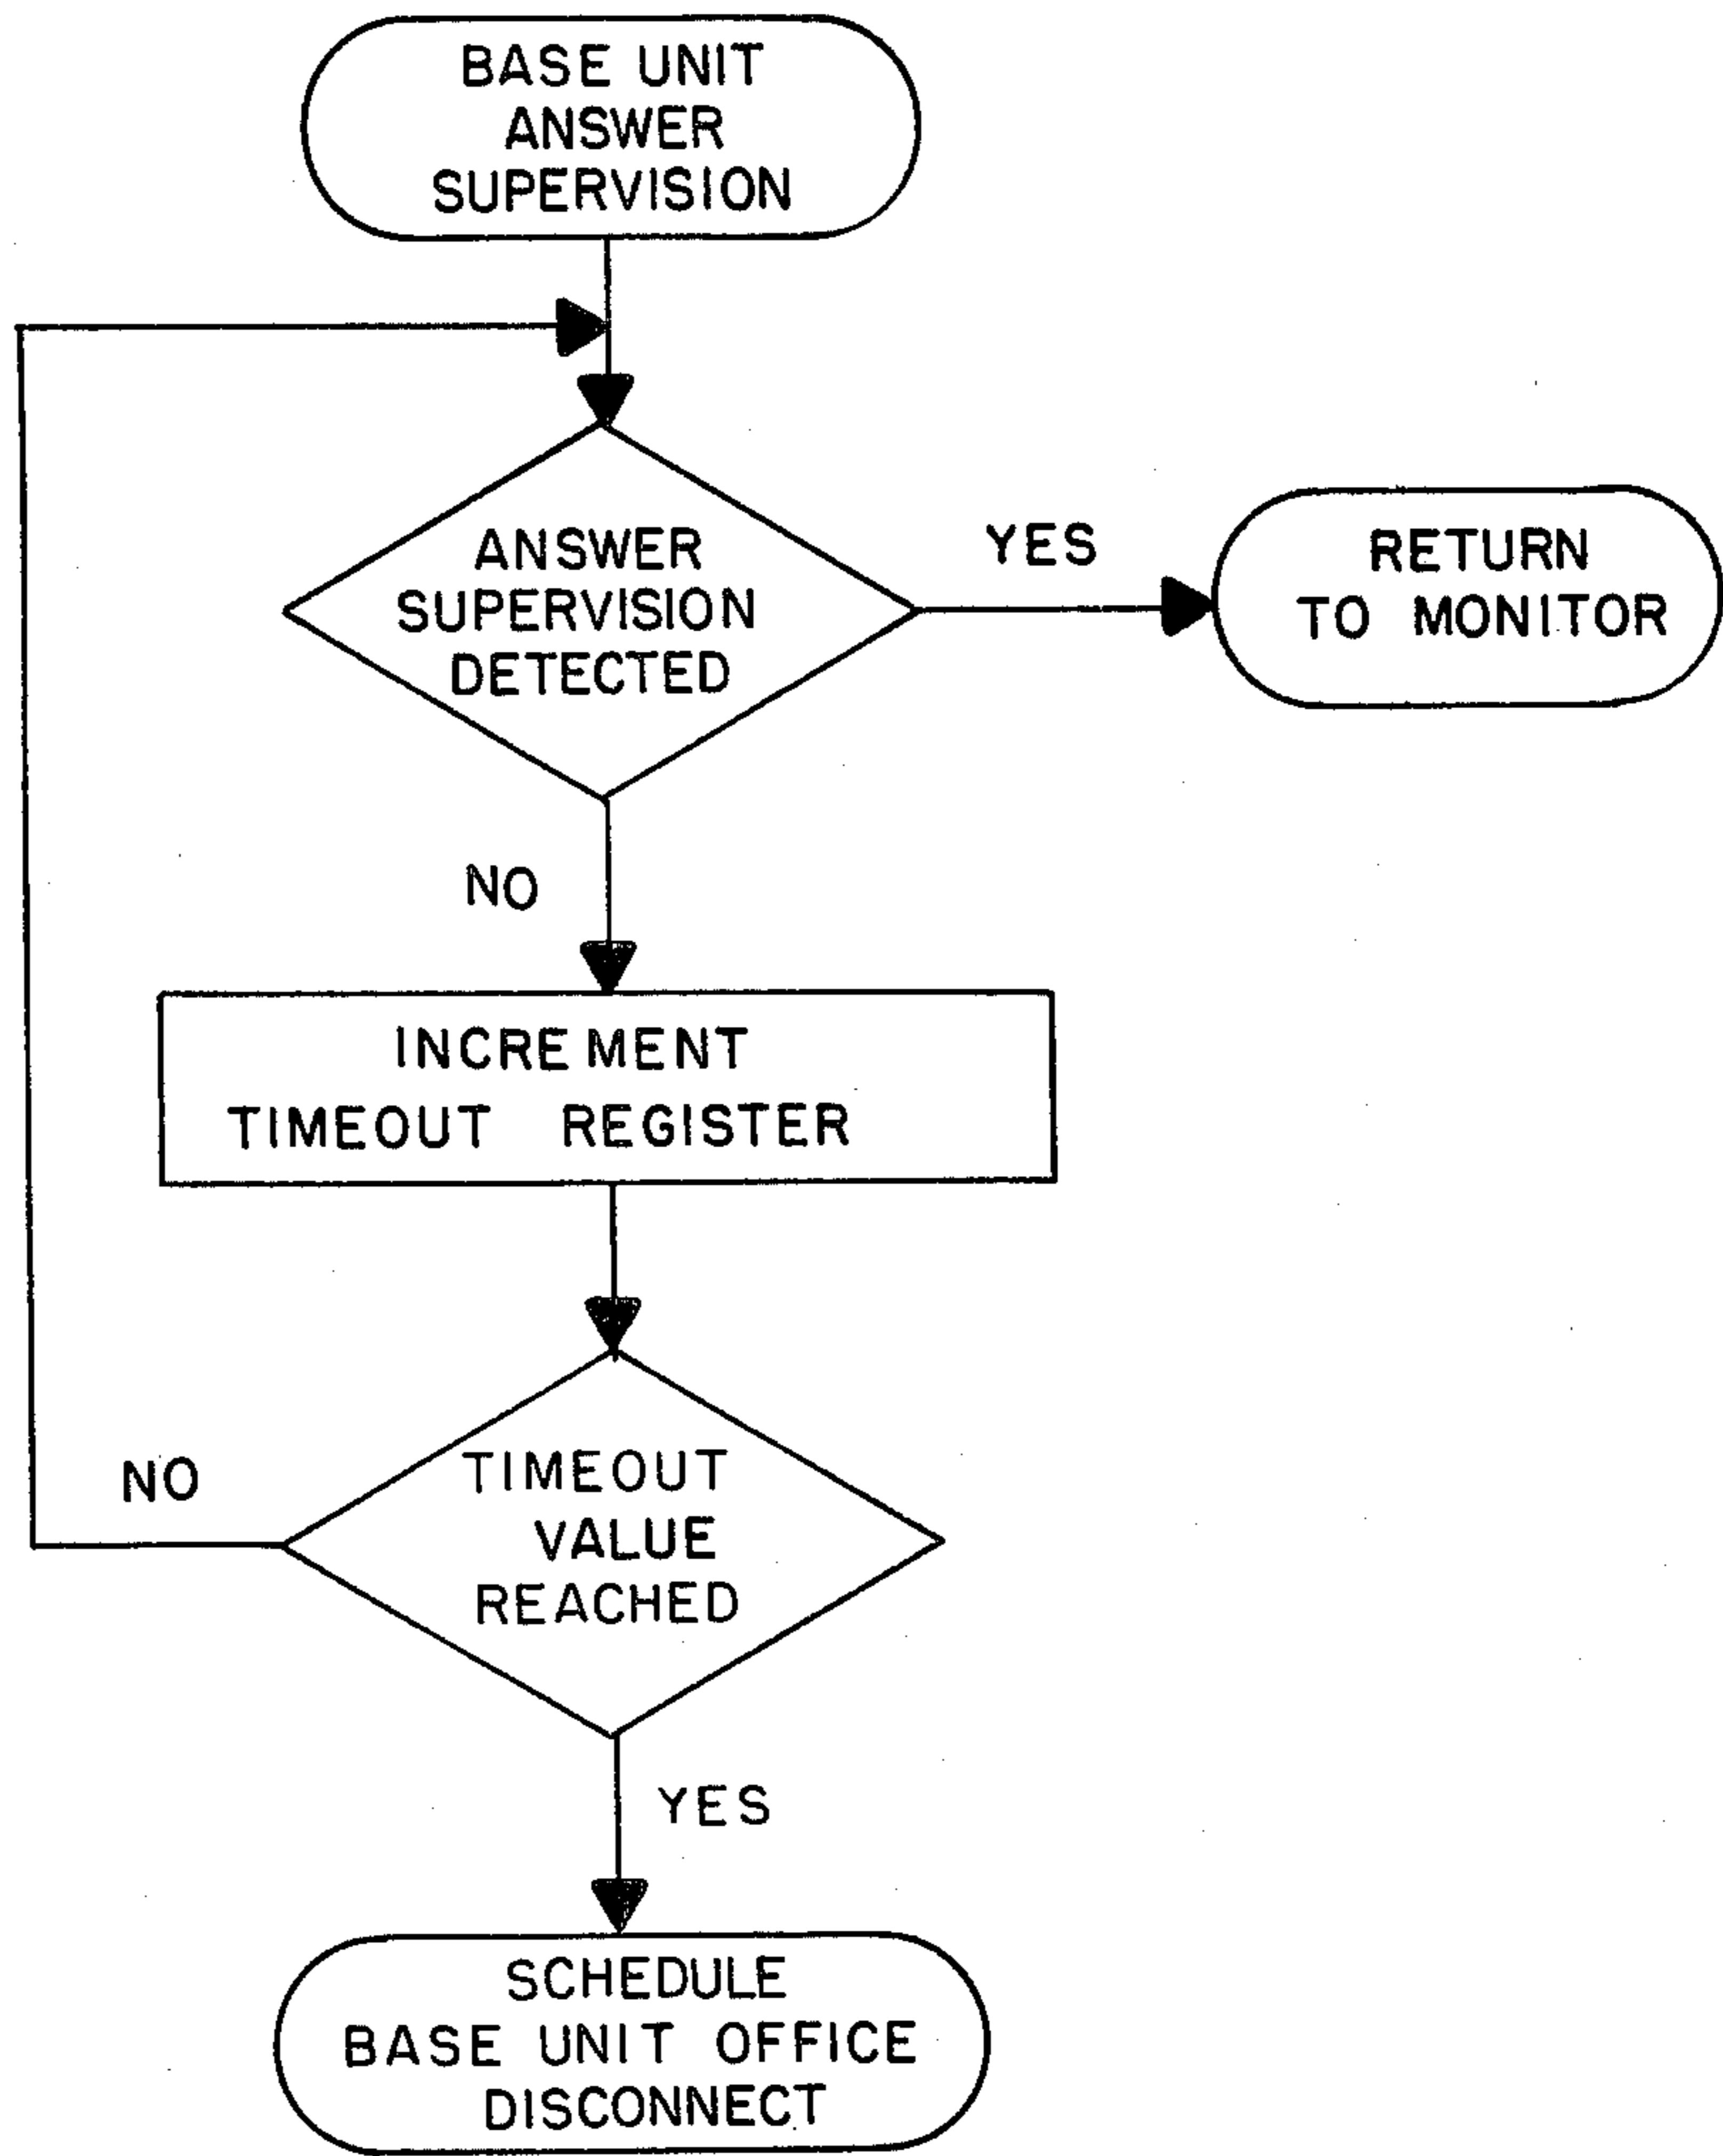 BASE UNIT
ANSWER
SUPERVISION
ANSWER
SUPERVISION
DETECTED
YES
RETURN
TO MONITOR
NO
INCREMENT
TIMEOUT REGISTER
TIMEOUT
VALUE
REACHED
NO
YES
SCHEDULE
BASE UNIT OFFICE
DISCONNECT